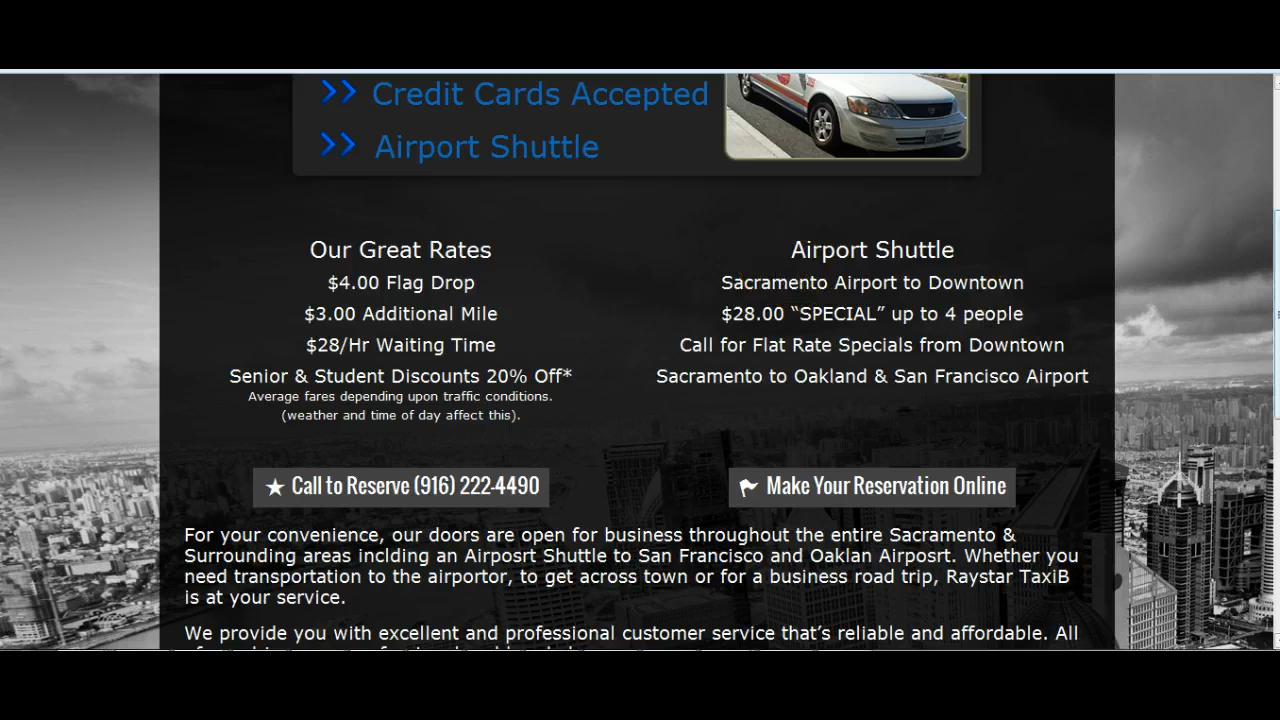 >> Credit Cards Accepted
>> Airport Shuttle
Our Great Rates
$4.00 Flag Drop
$3.00 Additional Mile
$28/Hr Waiting Time
Senior & Student Discounts 20% Off*
Average fares depending upon traffic conditions.
(weather and time of day affect this).
Airport Shuttle
Sacramento Airport to Downtown
$28.00 “SPECIAL” up to 4 people
Call for Flat Rate Specials from Downtown
Sacramento to Oakland & San Francisco Airport
Call to Reserve (916) 222-4490
Make Your Reservation Online
For your convenience, our doors are open for business throughout the entire Sacramento &
Surrounding areas inclding an Airposrt Shuttle to San Francisco and Oaklan Airposrt. Whether you
need transportation to the airportor, to get across town or for a business road trip, Raystar TaxiB
is at your service.
We provide you with excellent and professional customer service that’s reliable and affordable. All